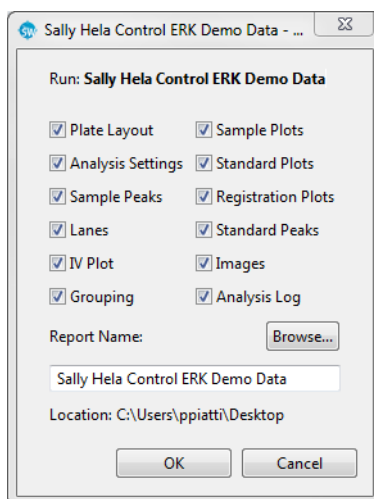 SW Sally Hela Control ERK Demo Data - ...
Run: Sally Hela Control ERK Demo Data
Plate Layout Sample Plots
Analysis Settings Standard Plots
Sample Peaks Registration Plots
Lanes Standard Peaks
IV Plot Images
Grouping Analysis Log
Report Name: Browse...
Sally Hela Control ERK Demo Data
Location: C:\Users\ppiatti\Desktop
OK Cancel